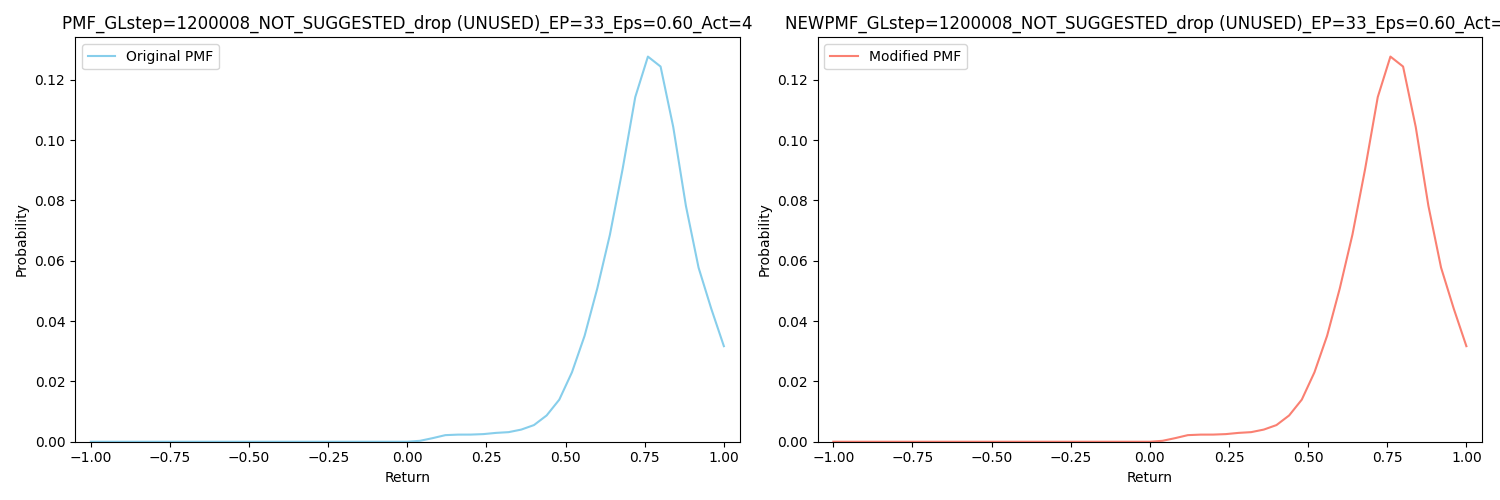 PMF_GLstep=1200008_NOT_SUGGESTED_drop (UNUSED)_EP=33_Eps=0.60_Act=4
Original PMF
Probability
0.12
0.10
0.08
0.06
0.04
0.02
0.00
−1.00 −0.75 −0.50 −0.25 0.00 0.25 0.50 0.75 1.00
Return
NEWPMF_GLstep=1200008_NOT_SUGGESTED_drop (UNUSED)_EP=33_Eps=0.60_Act=
Modified PMF
Probability
0.12
0.10
0.08
0.06
0.04
0.02
0.00
−1.00 −0.75 −0.50 −0.25 0.00 0.25 0.50 0.75 1.00
Return